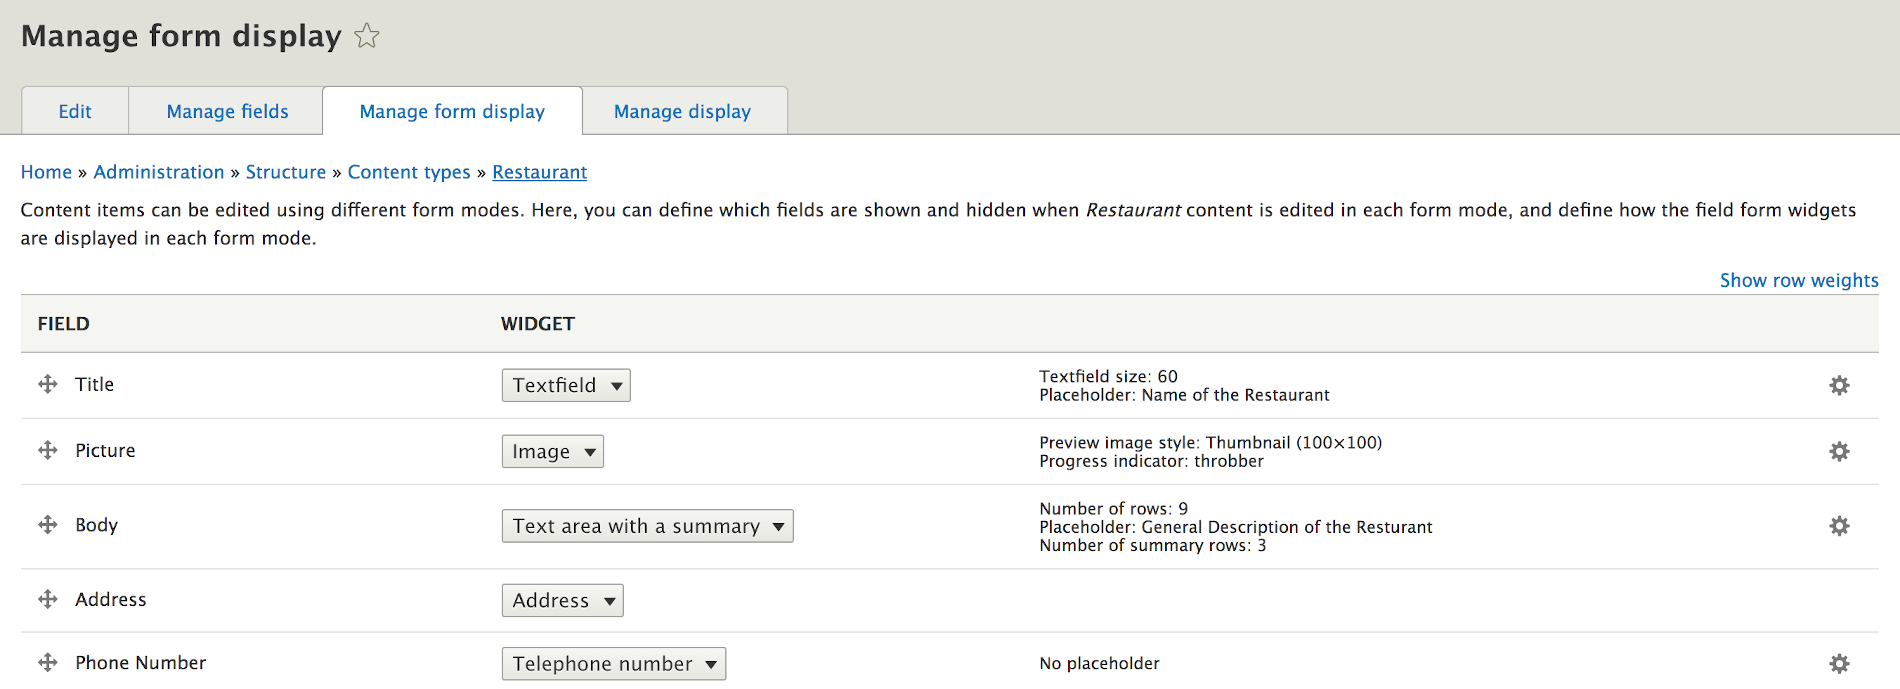 Manage form display
Edit Manage fields Manage form display Manage display
Home » Administration » Structure » Content types » Restaurant
Content items can be edited using different form modes. Here, you can define which fields are shown and hidden when Restaurant content is edited in each form mode, and define how the field form widgets
are displayed in each form mode.
Show row weights
FIELD WIDGET
Title Textfield
Textfield size: 60
Placeholder: Name of the Restaurant
Picture Image
Preview image style: Thumbnail (100×100)
Progress indicator: throbber
Body Text area with a summary
Number of rows: 9
Placeholder: General Description of the Resturant
Number of summary rows: 3
Address Address
Phone Number Telephone number No placeholder